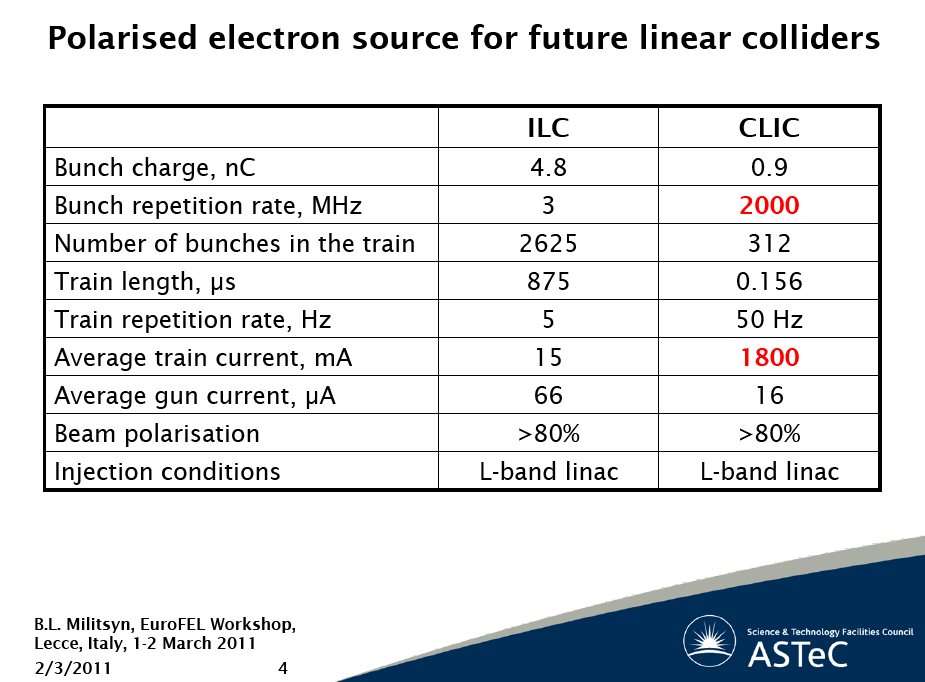 Polarised electron source for future linear colliders
ILC CLIC
Bunch charge, nC 4.8 0.9
Bunch repetition rate, MHz 3 2000
Number of bunches in the train 2625 312
Train length, μs 875 0.156
Train repetition rate, Hz 5 50 Hz
Average train current, mA 15 1800
Average gun current, μA 66 16
Beam polarisation >80% >80%
Injection conditions L-band linac L-band linac
B.L. Militsyn, EuroFEL Workshop,
Lecce, Italy, 1-2 March 2011
2/3/2011 4
Science & Technology Facilities Council
ASTeC